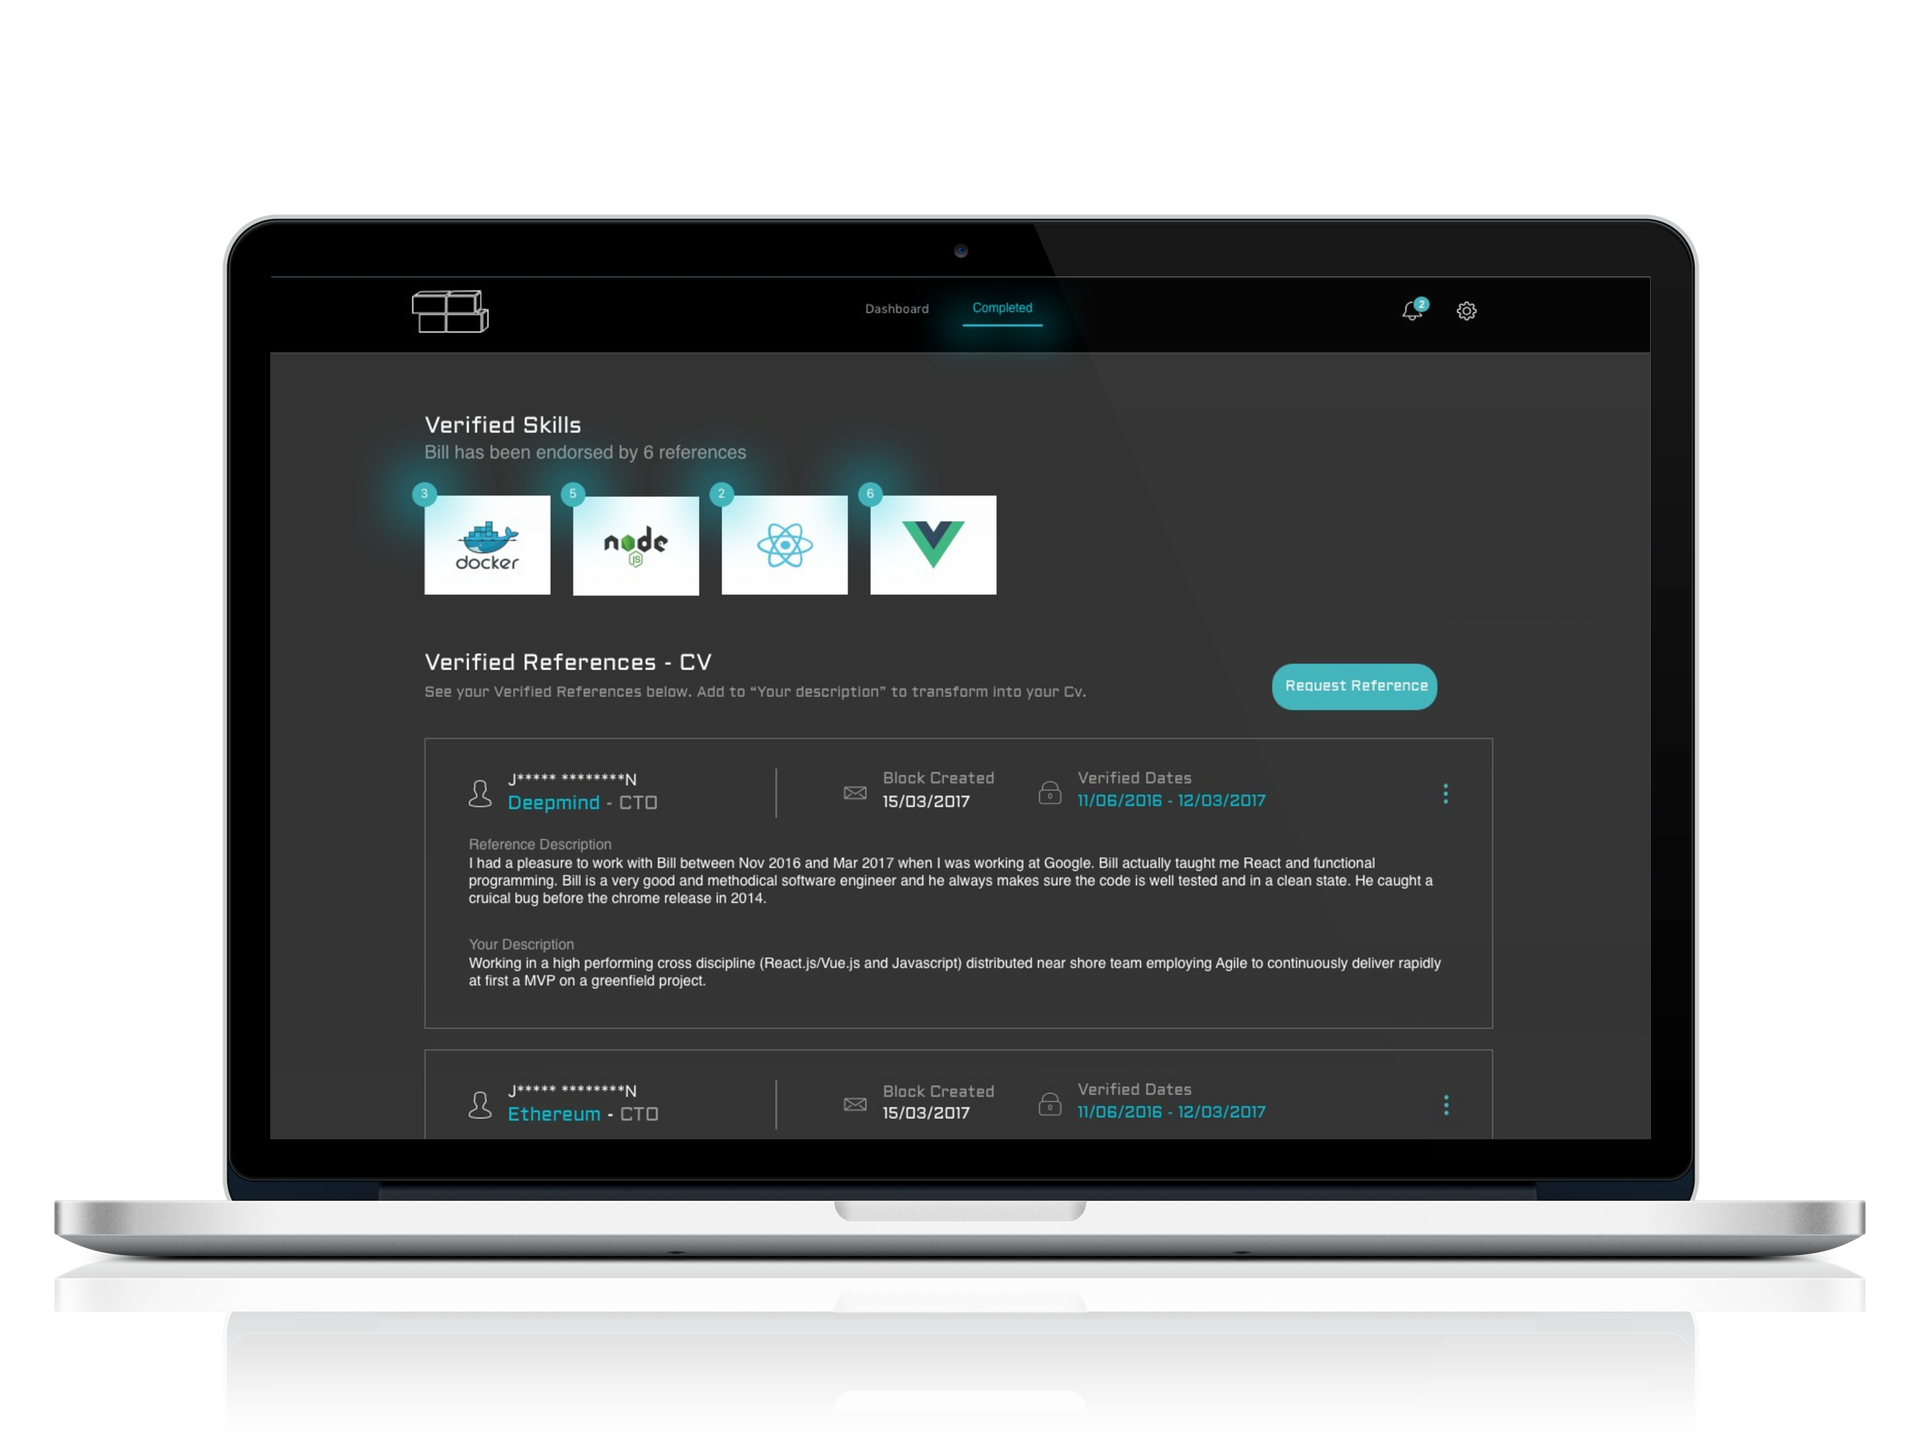 Dashboard
Completed
2
Verified Skills
Bill has been endorsed by 6 references
3
5
2
6
docker
node
JS
Verified References - CV
See your Verified References below. Add to “Your description” to transform into your Cv.
Request Reference
J***** ********N
Deepmind - CTO
Block Created
15/03/2017
Verified Dates
11/06/2016 - 12/03/2017
Reference Description
I had a pleasure to work with Bill between Nov 2016 and Mar 2017 when I was working at Google. Bill actually taught me React and functional
programming. Bill is a very good and methodical software engineer and he always makes sure the code is well tested and in a clean state. He caught a
cruical bug before the chrome release in 2014.
Your Description
Working in a high performing cross discipline (React.js/Vue.js and Javascript) distributed near shore team employing Agile to continuously deliver rapidly
at first a MVP on a greenfield project.
J***** ********N
Ethereum - CTO
Block Created
15/03/2017
Verified Dates
11/06/2016 - 12/03/2017